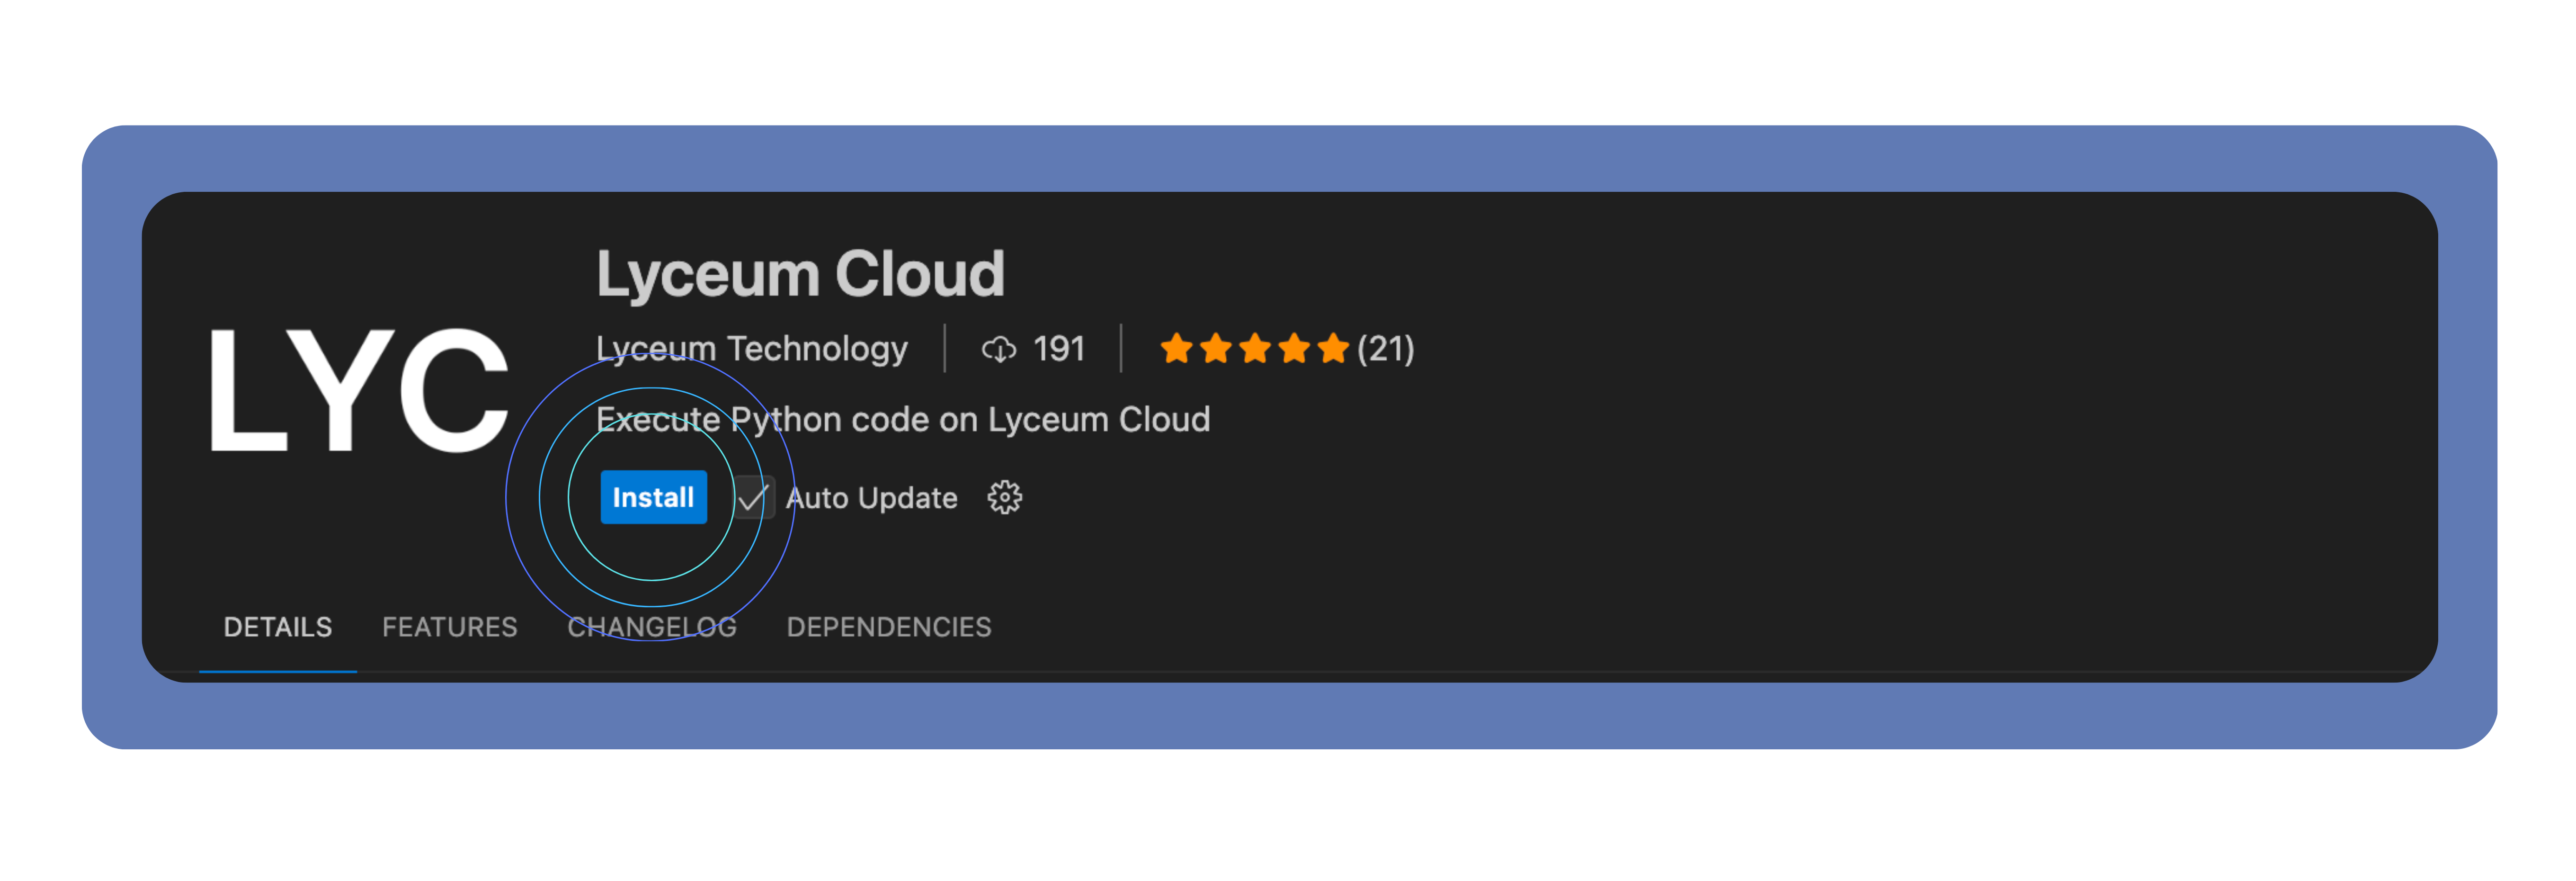 LYC
Lyceum Cloud
Lyceum Technology 191 (21)
Execute Python code on Lyceum Cloud
Install Auto Update
DETAILS FEATURES CHANGELOG DEPENDENCIES